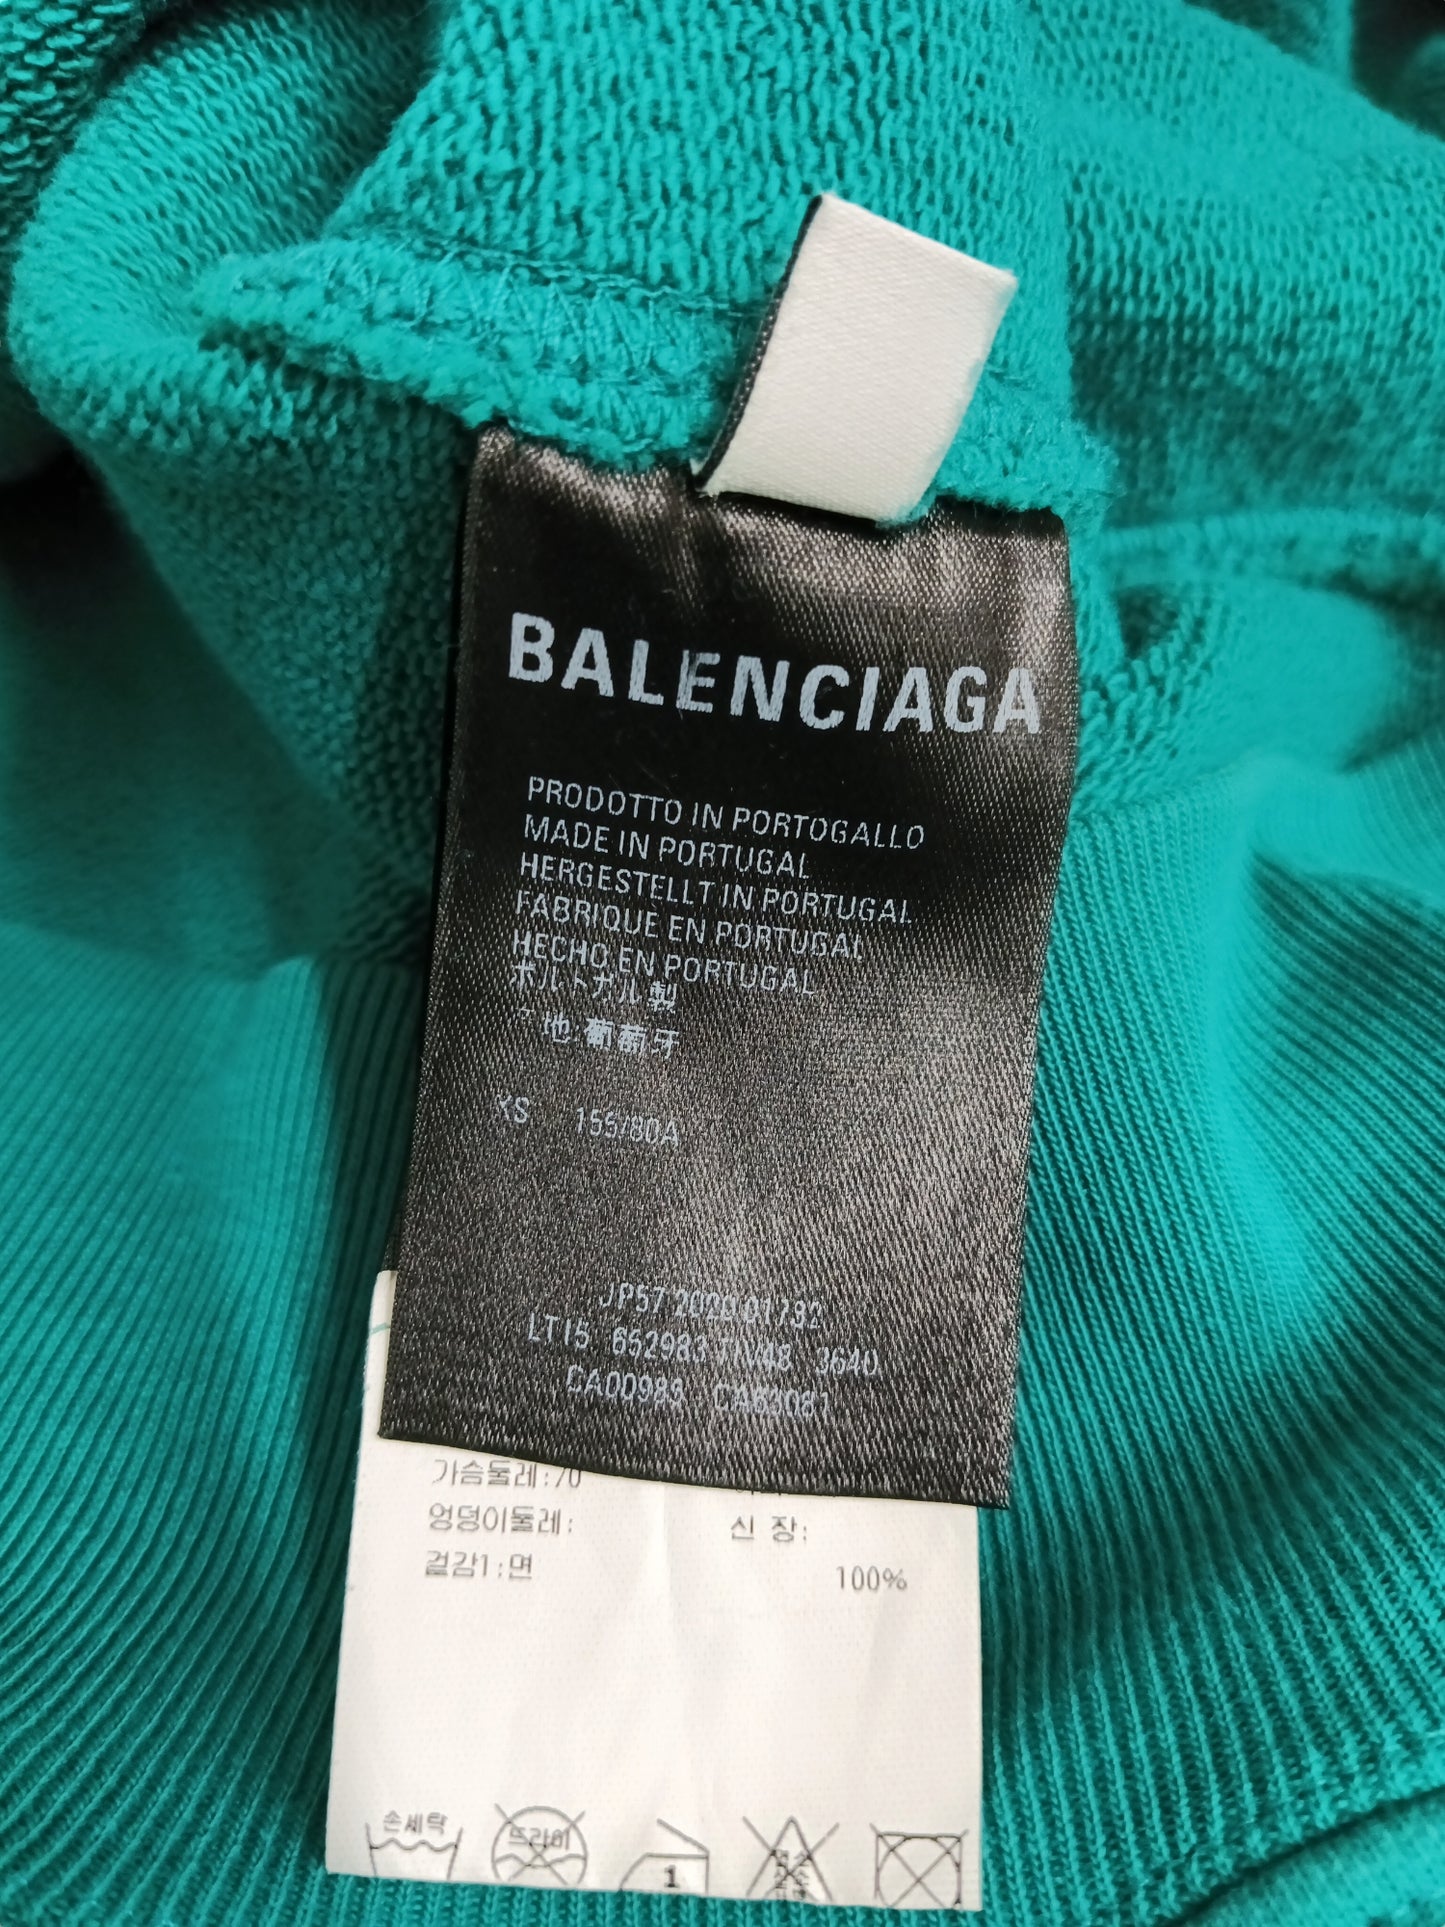 BALENCIAGA
PRODOTTO IN PORTOGALLO
MADE IN PORTUGAL
HERGESTELLT IN PORTUGAL
FABRIQUE EN PORTUGAL
HECHO EN PORTUGAL
ポルトガル製
地:葡萄牙
XS 155/80A
JP57 2020 01782
LT15 652983 TLV48 3640
CA00983 CA63081
가슴둘레:70
엉덩이둘레:
신 장:
겉감1:면 100%
손세탁
드라이
1